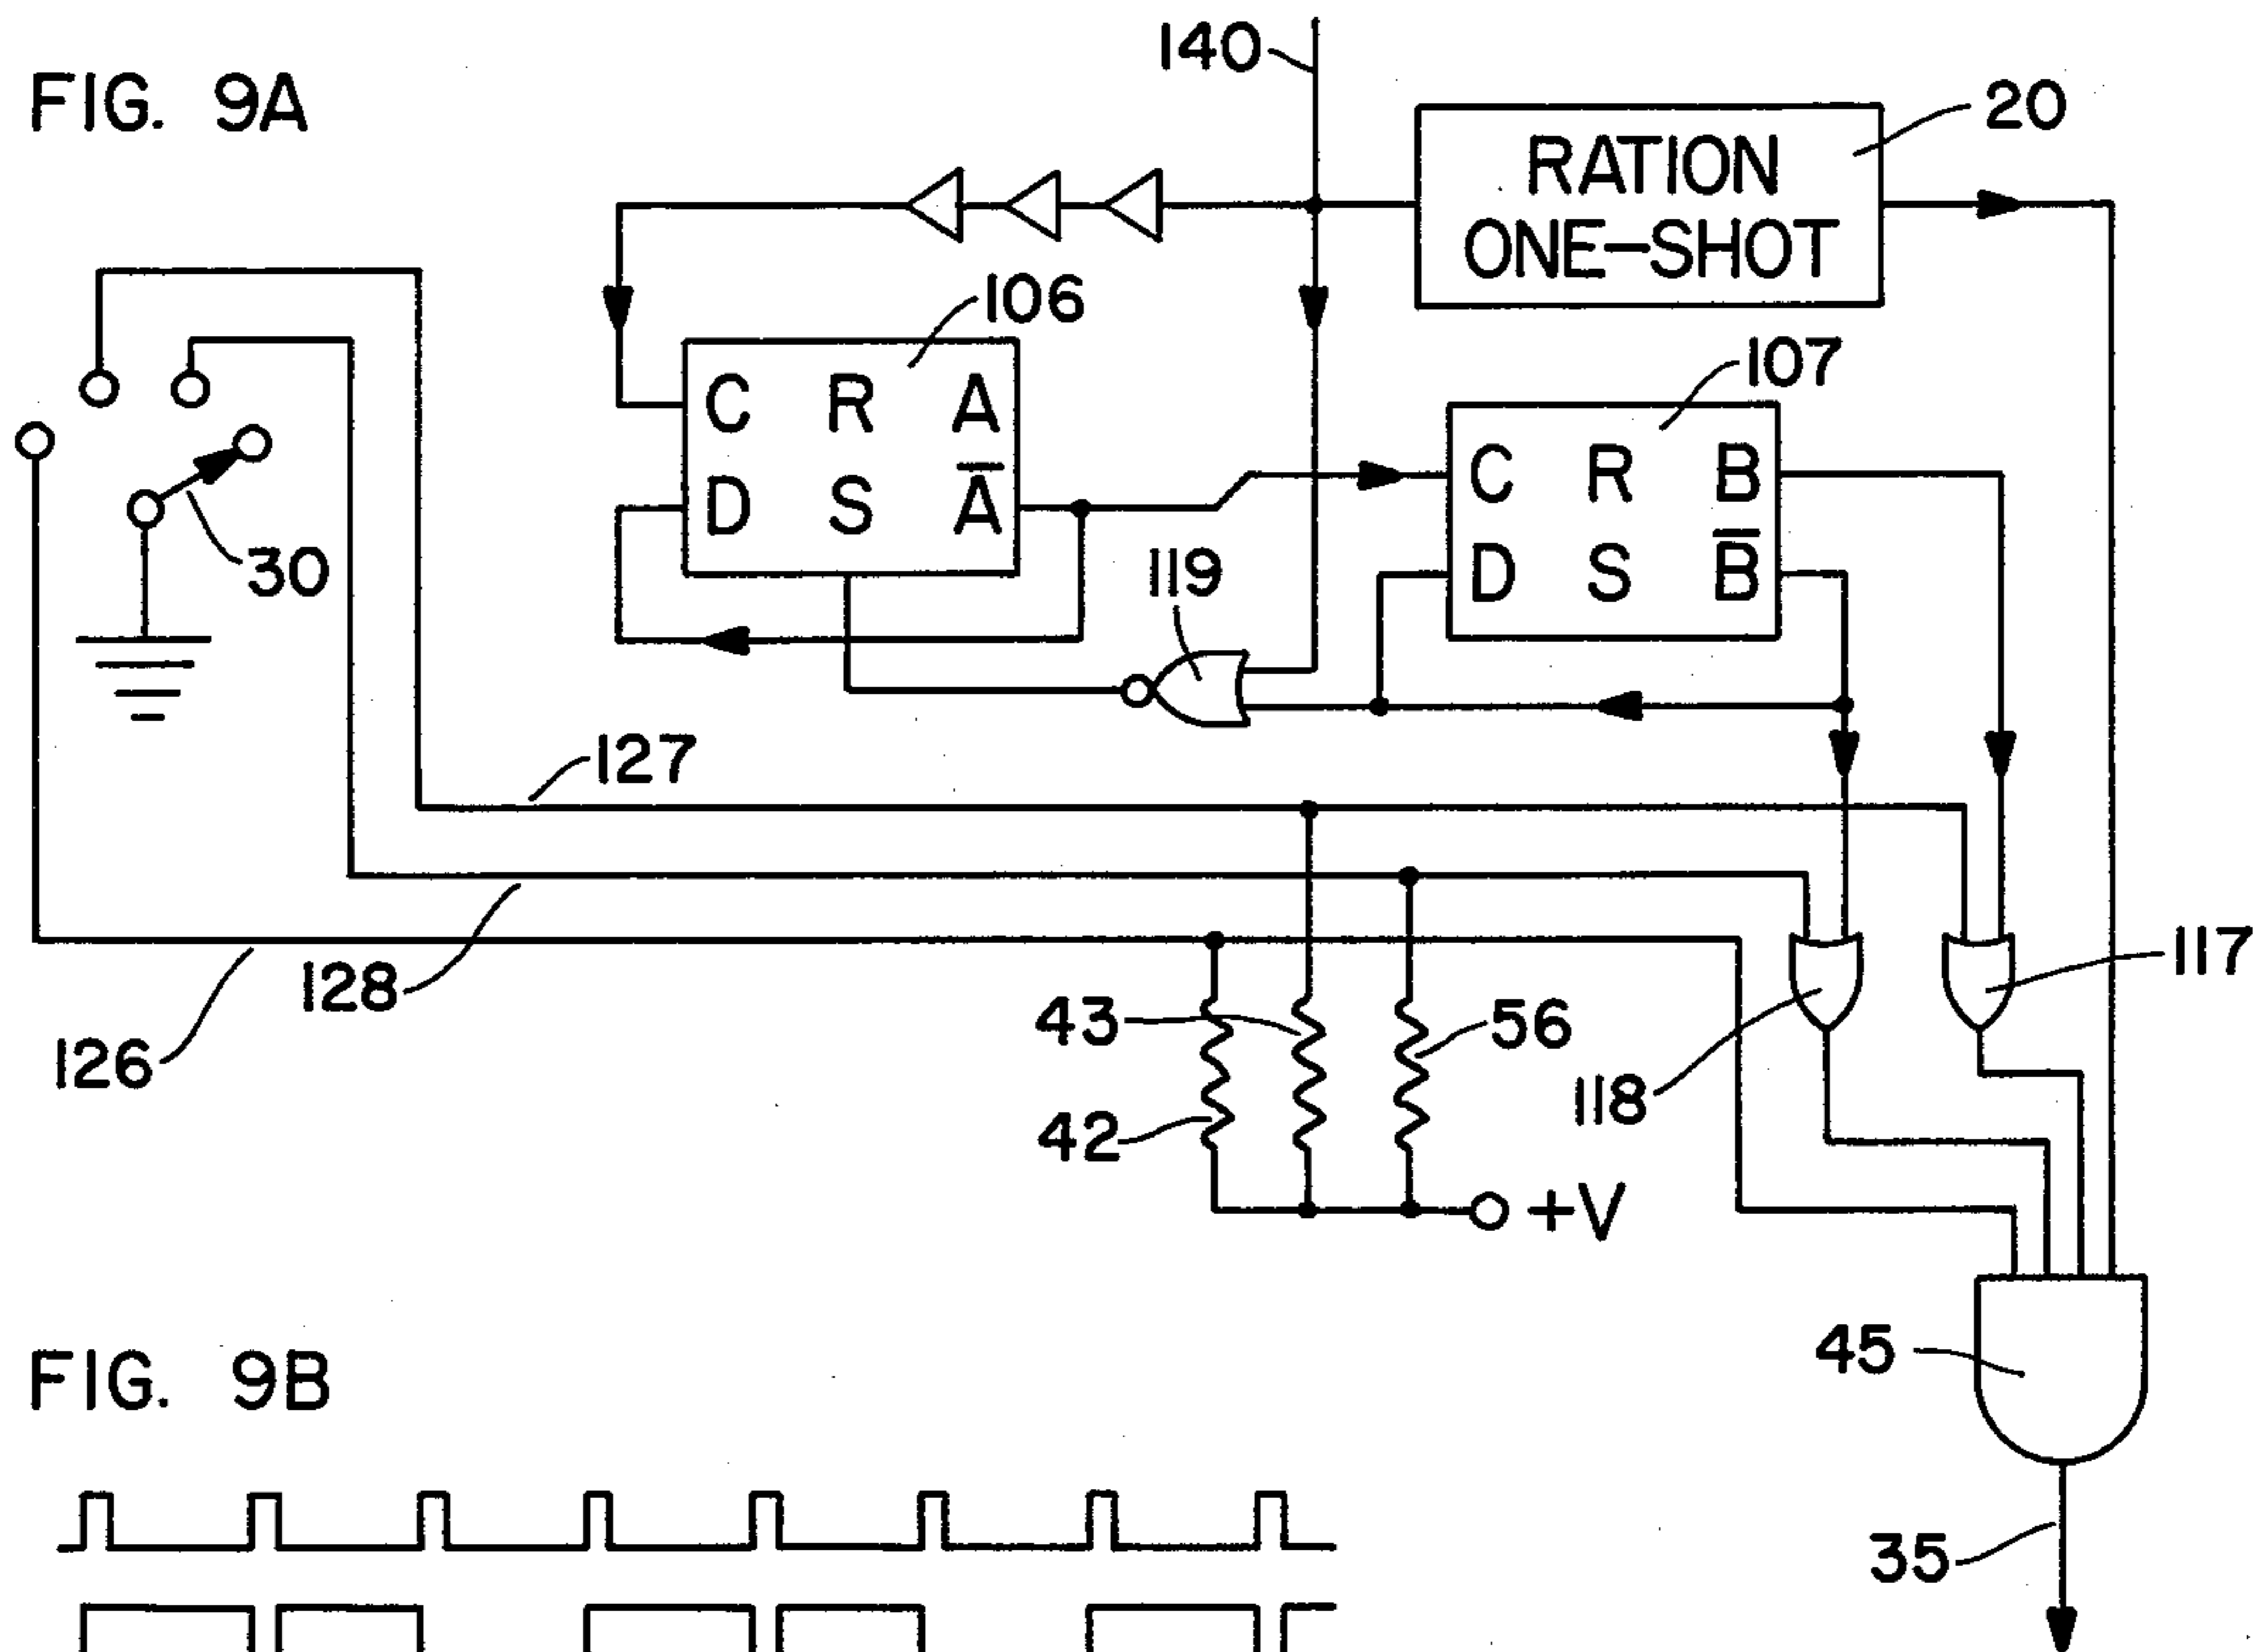 FIG. 9A
140
20
RATION
ONE-SHOT
106
107
C R A
D S A̅
C R B
D S B̅
30
119
127
128
126
43
56
42
118
117
+V
45
35
FIG. 9B